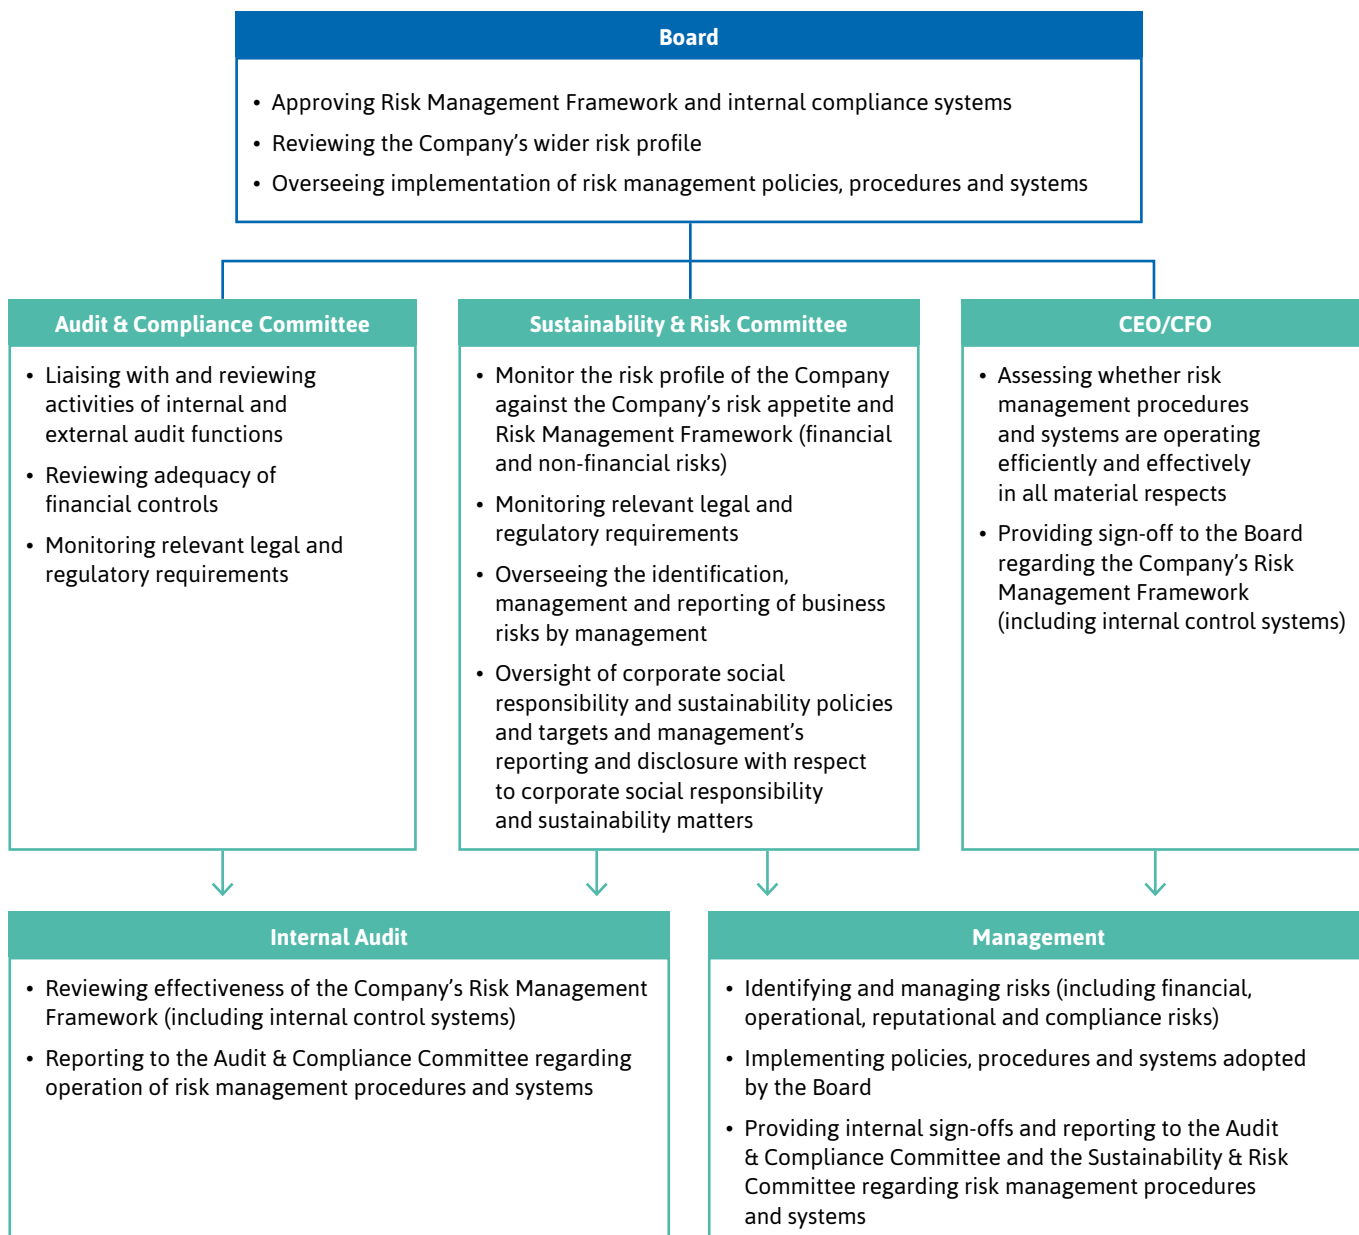 Board
• Approving Risk Management Framework and internal compliance systems
• Reviewing the Company’s wider risk profile
• Overseeing implementation of risk management policies, procedures and systems
Audit & Compliance Committee
• Liaising with and reviewing
activities of internal and
external audit functions
• Reviewing adequacy of
financial controls
• Monitoring relevant legal and
regulatory requirements
Sustainability & Risk Committee
• Monitor the risk profile of the Company
against the Company’s risk appetite and
Risk Management Framework (financial
and non-financial risks)
• Monitoring relevant legal and
regulatory requirements
• Overseeing the identification,
management and reporting of business
risks by management
• Oversight of corporate social
responsibility and sustainability policies
and targets and management’s
reporting and disclosure with respect
to corporate social responsibility
and sustainability matters
CEO/CFO
• Assessing whether risk
management procedures
and systems are operating
efficiently and effectively
in all material respects
• Providing sign-off to the Board
regarding the Company’s Risk
Management Framework
(including internal control systems)
Internal Audit
• Reviewing effectiveness of the Company’s Risk Management
Framework (including internal control systems)
• Reporting to the Audit & Compliance Committee regarding
operation of risk management procedures and systems
Management
• Identifying and managing risks (including financial,
operational, reputational and compliance risks)
• Implementing policies, procedures and systems adopted
by the Board
• Providing internal sign-offs and reporting to the Audit
& Compliance Committee and the Sustainability & Risk
Committee regarding risk management procedures
and systems